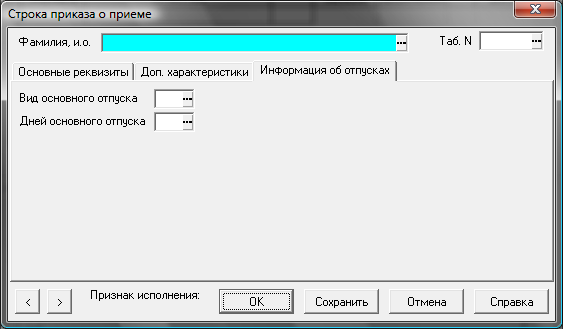 Строка приказа о приеме
Фамилия, и.о. ... Таб. N ...
Основные реквизиты Доп. характеристики Информация об отпусках
Вид основного отпуска ...
Дней основного отпуска ...
< > Признак исполнения: OK Сохранить Отмена Справка